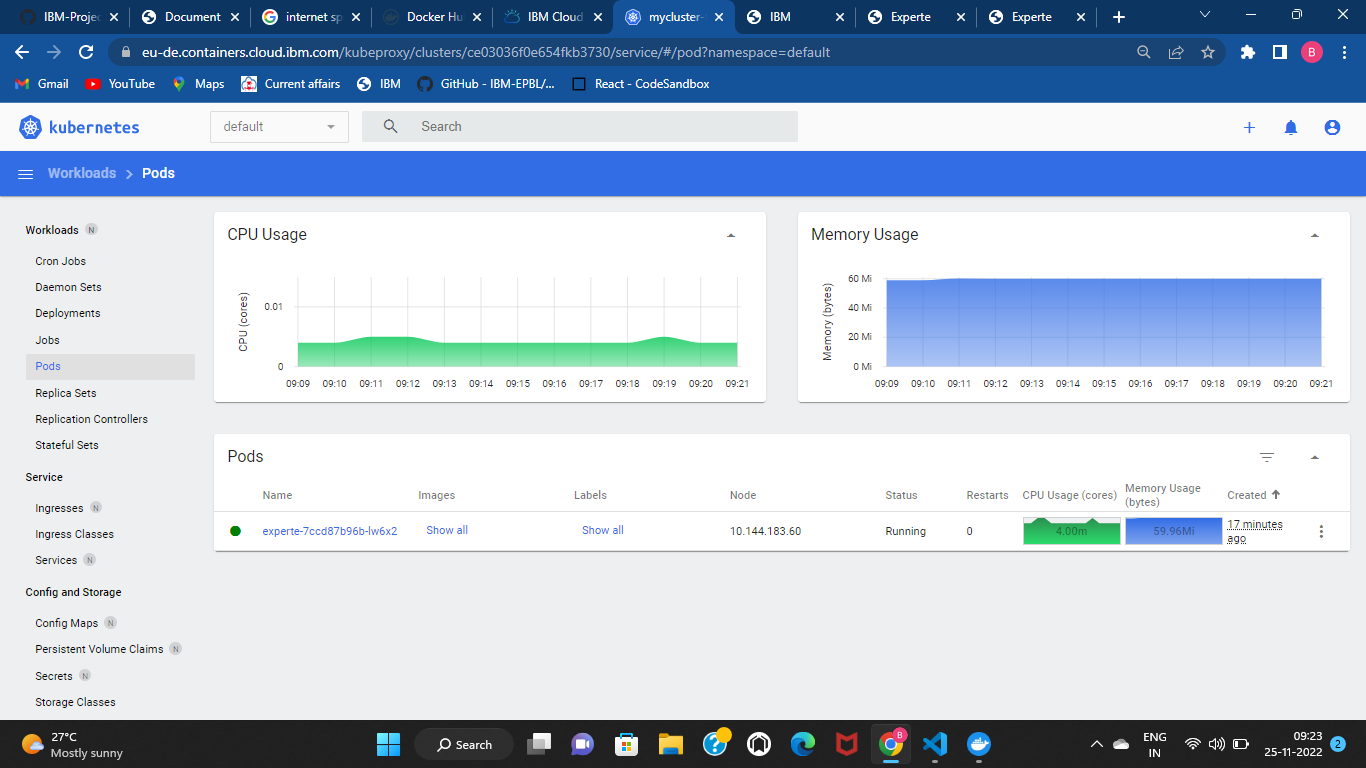 IBM-Projec
Document
internet sp
Docker Hu
IBM Cloud
mycluster-
IBM
Experte
Experte
eu-de.containers.cloud.ibm.com/kubeproxy/clusters/ce03036f0e654fkb3730/service/#/pod?namespace=default
B
Gmail
YouTube
Maps
Current affairs
IBM
GitHub - IBM-EPBL/...
React - CodeSandbox
kubernetes
default
Search
Workloads
Pods
Workloads N
Cron Jobs
Daemon Sets
Deployments
Jobs
Pods
Replica Sets
Replication Controllers
Stateful Sets
Service
Ingresses N
Ingress Classes
Services N
Config and Storage
Config Maps N
Persistent Volume Claims N
Secrets N
Storage Classes
CPU Usage
CPU (cores)
0.01
0
09:09 09:10 09:11 09:12 09:13 09:14 09:15 09:16 09:17 09:18 09:19 09:20 09:21
Memory Usage
Memory (bytes)
60 Mi
40 Mi
20 Mi
0 Mi
09:09 09:10 09:11 09:12 09:13 09:14 09:15 09:16 09:17 09:18 09:19 09:20 09:21
Pods
Name Images Labels Node Status Restarts CPU Usage (cores) Memory Usage (bytes) Created
experte-7ccd87b96b-lw6x2 Show all Show all 10.144.183.60 Running 0 4.00m 59.96Mi 17 minutes
ago
27°C
Mostly sunny
Search
B
ENG
IN
09:23
25-11-2022
2